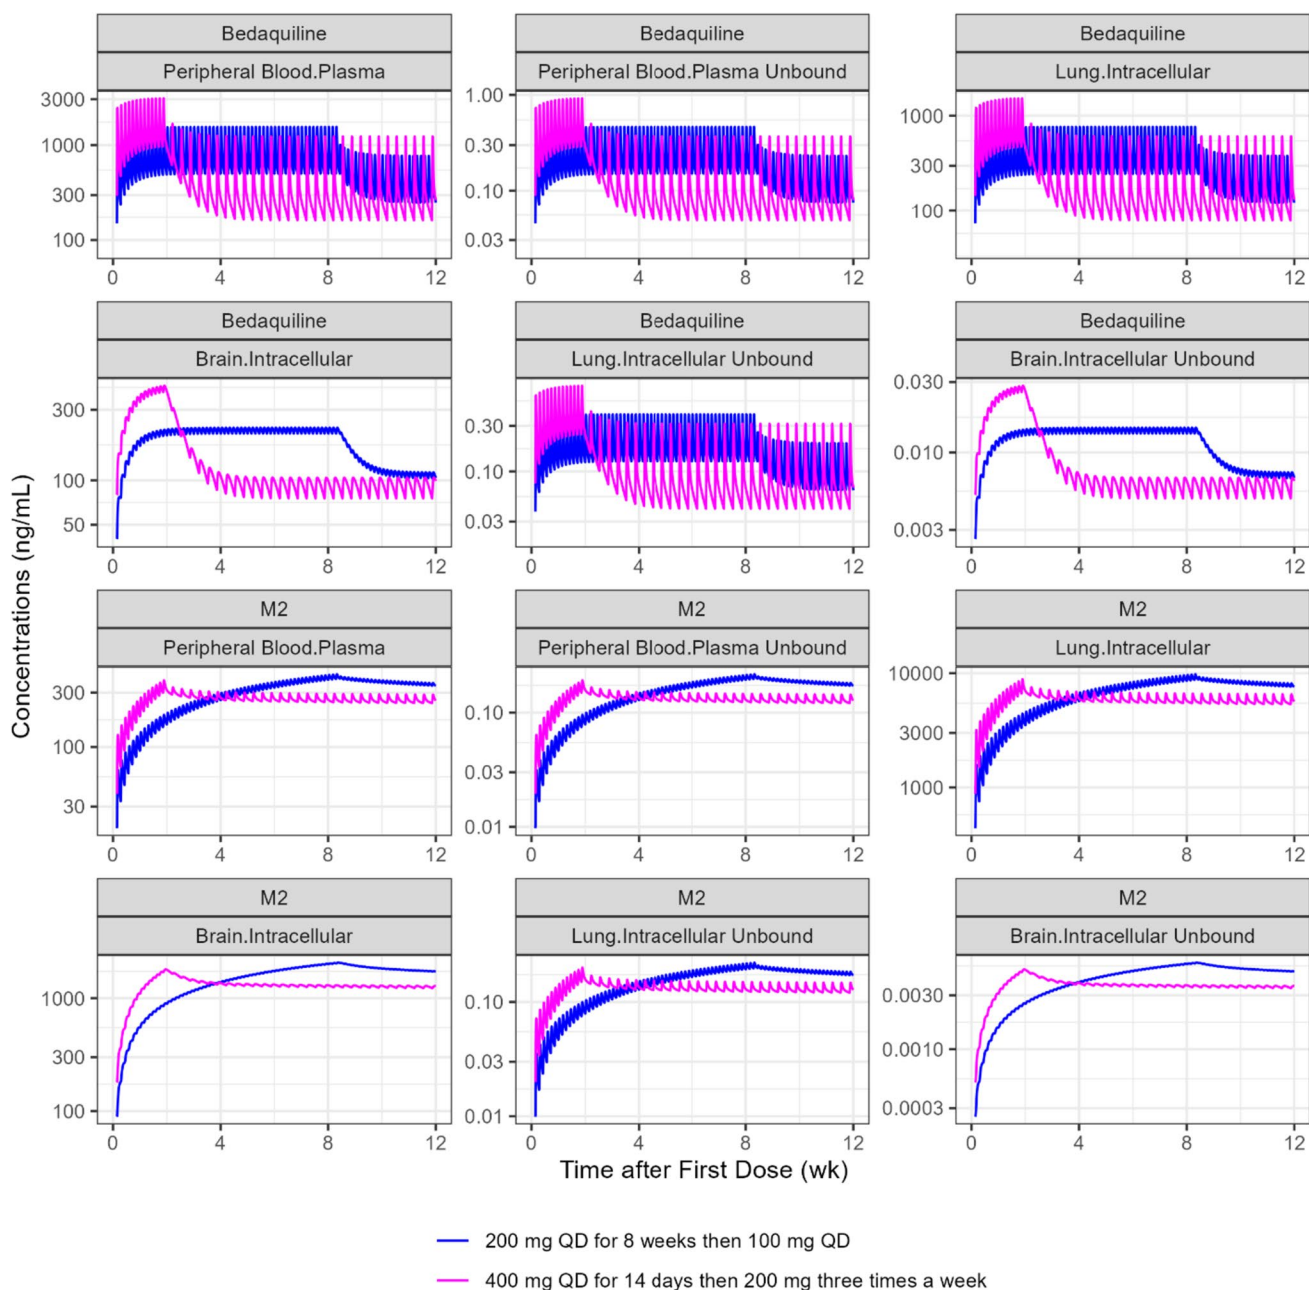 Bedaquiline Bedaquiline Bedaquiline
Peripheral Blood.Plasma Peripheral Blood.Plasma Unbound Lung.Intracellular
3000 1.00 1000
1000 0.30 300
300 0.10 100
100 0.03
0 4 8 12 0 4 8 12 0 4 8 12
Bedaquiline Bedaquiline Bedaquiline
Brain.Intracellular Lung.Intracellular Unbound Brain.Intracellular Unbound
300 0.30 0.030
100 0.10 0.010
50 0.03 0.003
0 4 8 12 0 4 8 12 0 4 8 12
Concentrations (ng/mL)
M2 M2 M2
Peripheral Blood.Plasma Peripheral Blood.Plasma Unbound Lung.Intracellular
300 0.10 10000
100 0.03 3000
30 0.01 1000
0 4 8 12 0 4 8 12 0 4 8 12
M2 M2 M2
Brain.Intracellular Lung.Intracellular Unbound Brain.Intracellular Unbound
1000 0.10 0.0030
300 0.03 0.0010
100 0.01 0.0003
0 4 8 12 0 4 8 12 0 4 8 12
Time after First Dose (wk)
200 mg QD for 8 weeks then 100 mg QD
400 mg QD for 14 days then 200 mg three times a week